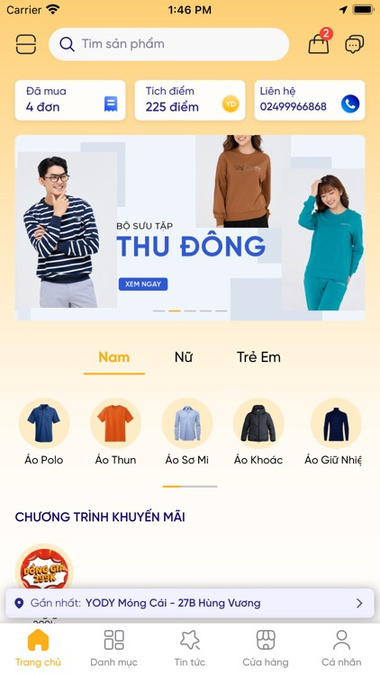 Carrier 1:46 PM
Tìm sản phẩm
2
Đã mua
4 đơn
Tích điểm
225 điểm
YD
Liên hệ
02499966868
BỘ SƯU TẬP
THU ĐÔNG
XEM NGAY
Nam Nữ Trẻ Em
Áo Polo Áo Thun Áo Sơ Mi Áo Khoác Áo Giữ Nhiệ
CHƯƠNG TRÌNH KHUYẾN MÃI
ĐỒNG GIÁ
299K
Gần nhất: YODY Móng Cái - 27B Hùng Vương
Trang chủ Danh mục Tin tức Cửa hàng Cá nhân